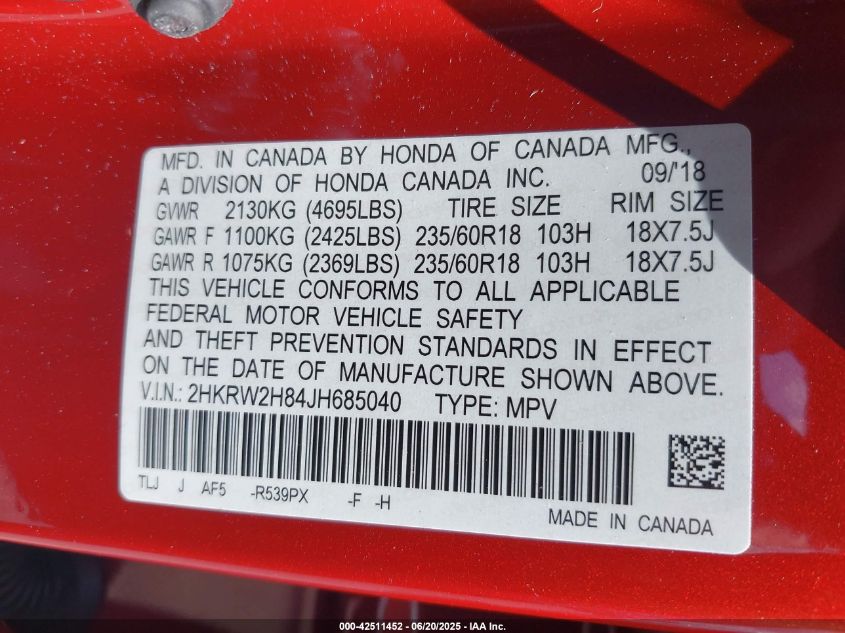 MFD. IN CANADA BY HONDA OF CANADA MFG.,
A DIVISION OF HONDA CANADA INC. 09/'18
GVWR 2130KG (4695LBS) TIRE SIZE RIM SIZE
GAWR F 1100KG (2425LBS) 235/60R18 103H 18X7.5J
GAWR R 1075KG (2369LBS) 235/60R18 103H 18X7.5J
THIS VEHICLE CONFORMS TO ALL APPLICABLE
FEDERAL MOTOR VEHICLE SAFETY
AND THEFT PREVENTION STANDARDS IN EFFECT
ON THE DATE OF MANUFACTURE SHOWN ABOVE.
V.I.N.: 2HKRW2H84JH685040 TYPE: MPV
TLJ J AF5 -R539PX -F -H
MADE IN CANADA
000-42511452 - 06/20/2025 - IAA Inc.